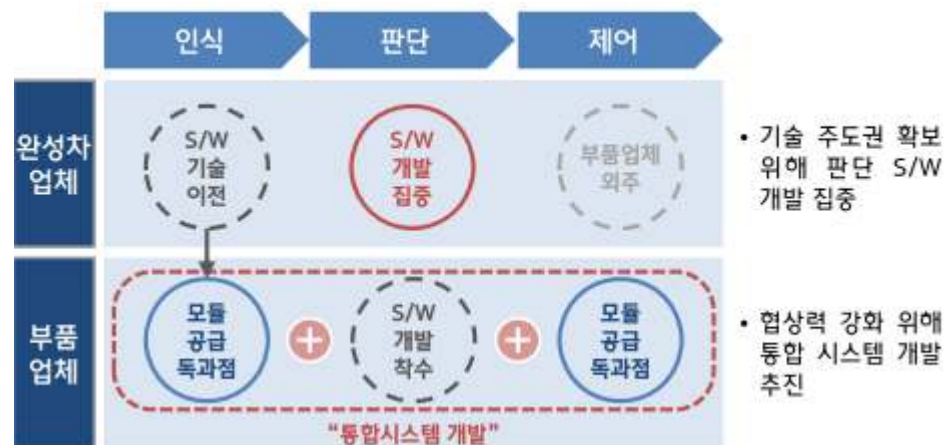 인식
판단
제어
완성차
업체
S/W
기술
이전
S/W
개발
집중
부품업체
외주
• 기술 주도권 확보
위해 판단 S/W
개발 집중
부품
업체
모듈
공급
독과점
+
S/W
개발
착수
+
모듈
공급
독과점
• 협상력 강화 위해
통합 시스템 개발
추진
“통합시스템 개발”